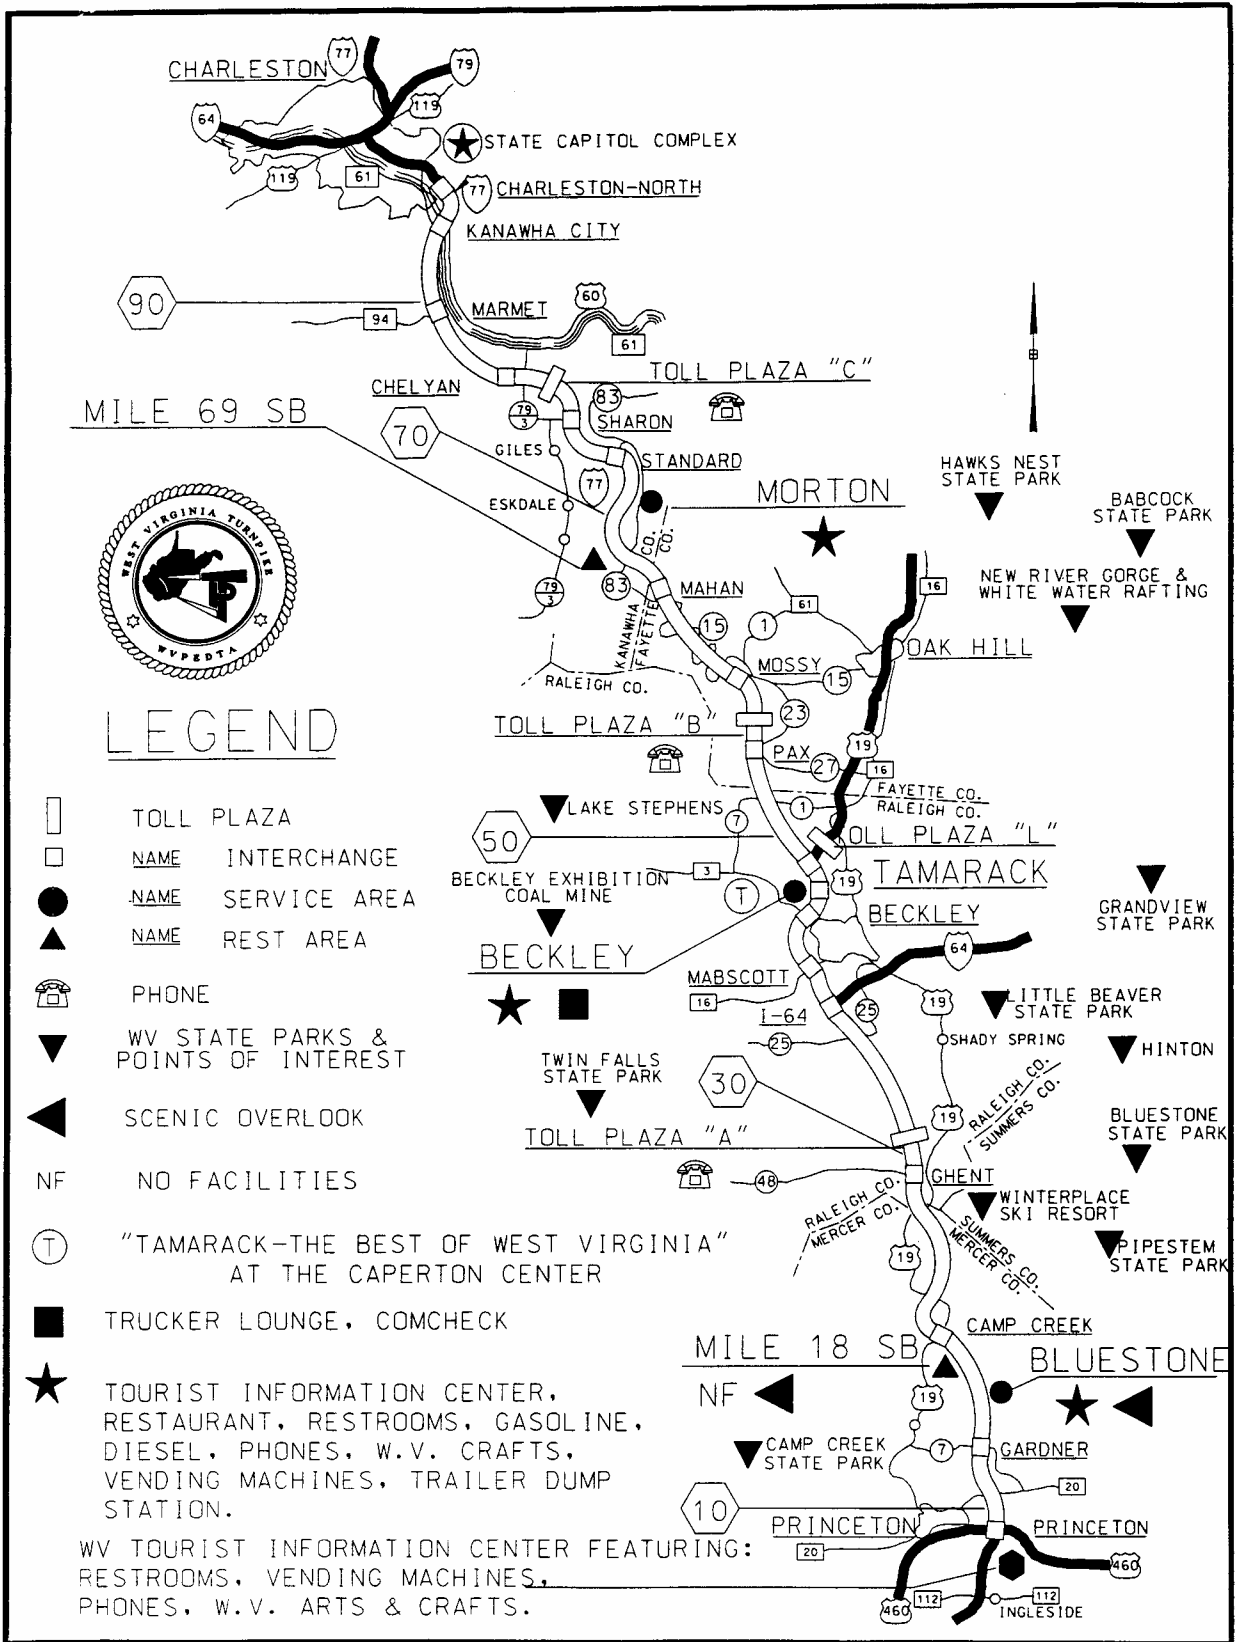 CHARLESTON
77
79
64
119
STATE CAPITOL COMPLEX
119
61
77
CHARLESTON-NORTH
KANAWHA CITY
90
94
MARMET
60
61
CHELYAN
TOLL PLAZA "C"
MILE 69 SB
70
79
3
83
SHARON
GILES
STANDARD
77
ESKDALE
MORTON
HAWKS NEST
STATE PARK
BABCOCK
STATE PARK
WEST VIRGINIA TURNPIKE
WVPEDTA
CO.
CO.
79
3
83
MAHAN
KANAWHA
FAYETTE
NEW RIVER GORGE &
WHITE WATER RAFTING
16
61
15
1
OAK HILL
MOSSY
15
RALEIGH CO.
23
TOLL PLAZA "B"
PAX
27
19
16
FAYETTE CO.
RALEIGH CO.
LEGEND
TOLL PLAZA
NAME INTERCHANGE
NAME SERVICE AREA
NAME REST AREA
PHONE
WV STATE PARKS &
POINTS OF INTEREST
SCENIC OVERLOOK
NF NO FACILITIES
T "TAMARACK-THE BEST OF WEST VIRGINIA"
AT THE CAPERTON CENTER
TRUCKER LOUNGE, COMCHECK
TOURIST INFORMATION CENTER,
RESTAURANT, RESTROOMS, GASOLINE,
DIESEL, PHONES, W.V. CRAFTS,
VENDING MACHINES, TRAILER DUMP
STATION.
WV TOURIST INFORMATION CENTER FEATURING:
RESTROOMS, VENDING MACHINES,
PHONES, W.V. ARTS & CRAFTS.
LAKE STEPHENS
1
7
50
TOLL PLAZA "L"
3
BECKLEY EXHIBITION
COAL MINE
T
19
TAMARACK
BECKLEY
GRANDVIEW
STATE PARK
BECKLEY
64
MABSCOTT
16
I-64
25
25
19
LITTLE BEAVER
STATE PARK
SHADY SPRING
HINTON
TWIN FALLS
STATE PARK
30
19
RALEIGH CO.
SUMMERS CO.
BLUESTONE
STATE PARK
TOLL PLAZA "A"
48
GHENT
RALEIGH CO.
MERCER CO.
WINTERPLACE
SKI RESORT
SUMMERS CO.
MERCER CO.
19
PIPESTEM
STATE PARK
CAMP CREEK
MILE 18 SB
BLUESTONE
NF
19
CAMP CREEK
STATE PARK
7
GARDNER
20
10
PRINCETON
PRINCETON
20
460
460
112
112
INGLESIDE